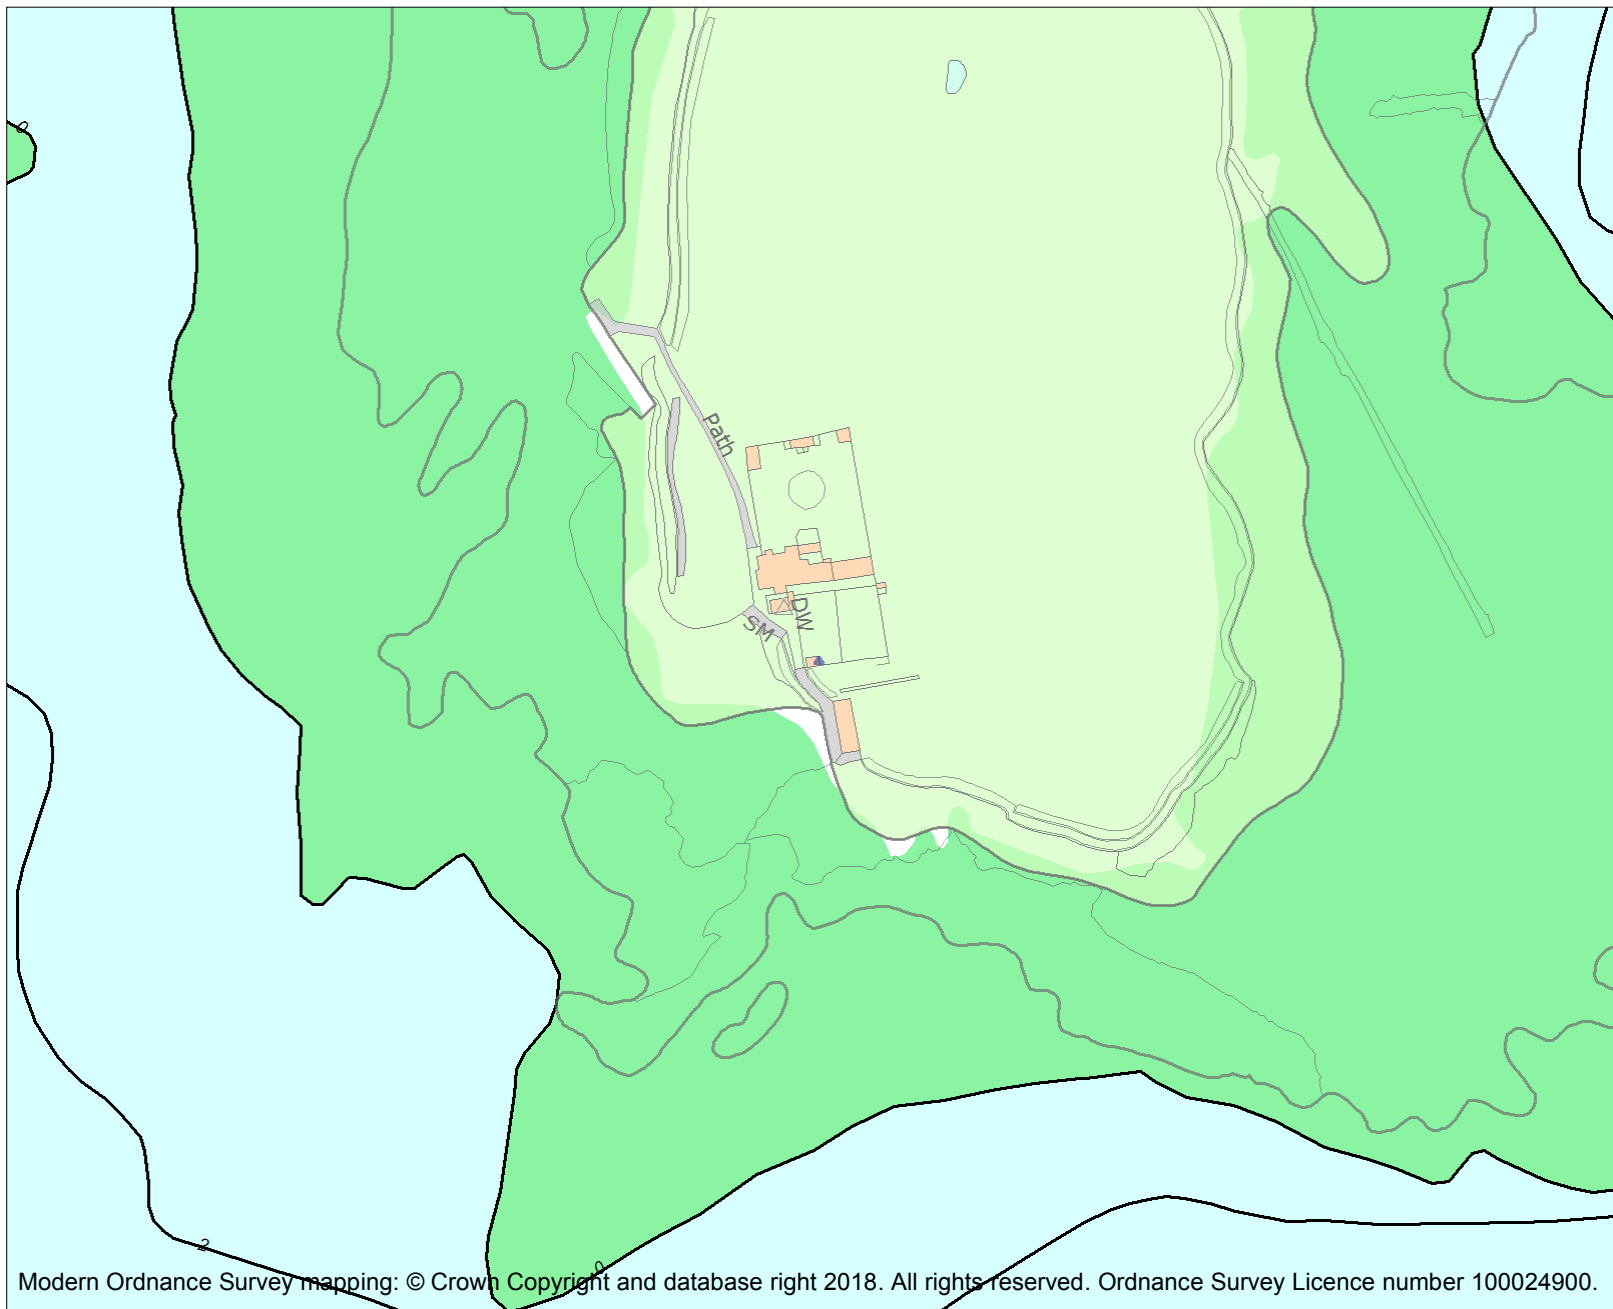 0
Path
DW
SM
2
0
Modern Ordnance Survey mapping: © Crown Copyright and database right 2018. All rights reserved. Ordnance Survey Licence number 100024900.